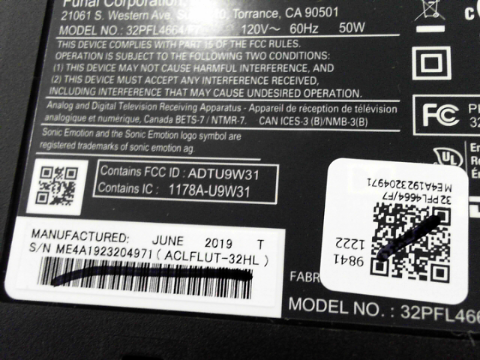 Funai Corporation,
21061 S. Western Ave, Torrance, CA 90501
MODEL NO.: 32PFL4664 120V~ 60Hz 50W
THIS DEVICE COMPLIES WITH PART 15 OF THE FCC RULES.
OPERATION IS SUBJECT TO THE FOLLOWING TWO CONDITIONS:
(1) THIS DEVICE MAY NOT CAUSE HARMFUL INTERFERENCE, AND
(2) THIS DEVICE MUST ACCEPT ANY INTERFERENCE,
INCLUDING INTERFERENCE THAT MAY CAUSE UNDESIRED OPERATION.
Analog and Digital Television Receiving Apparatus - Appareil de réception de télévision
analogique et numérique, Canada BETS-7 / NTMR-7. CAN ICES-3 (B)/NMB-3(B)
Sonic Emotion and the Sonic Emotion logo symbol are
registered trademarks of sonic emotion ag.
Contains FCC ID : ADTU9W31
Contains IC : 1178A-U9W31
MANUFACTURED: JUNE 2019 T
S/N ME4A1923204971 ( ACLFLUT-32HL )
FC
UL
32PFL4664/F7
ME4A1923204971
9841
1222
FABR
MODEL NO. : 32PFL466